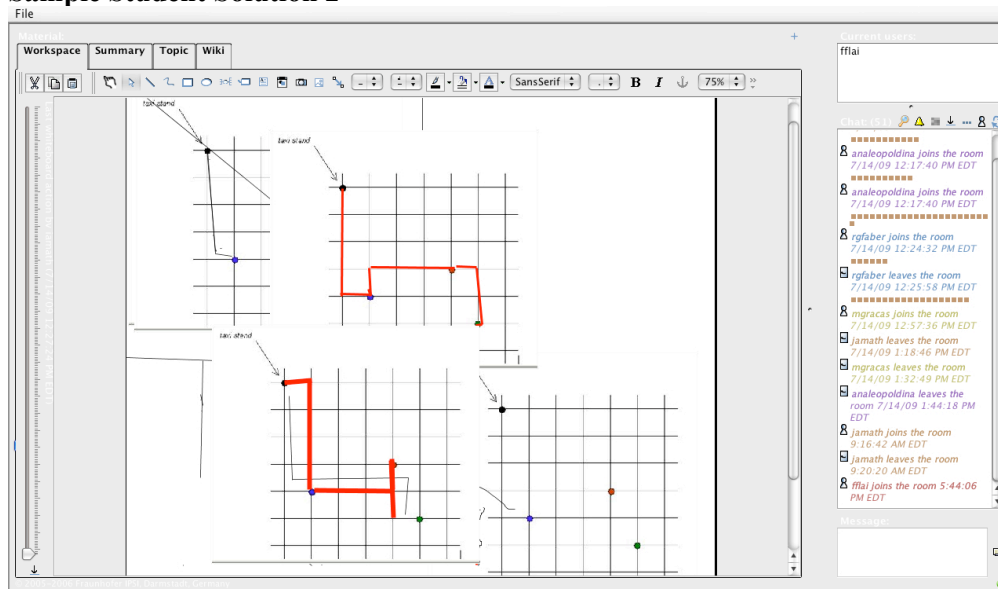 Sample Student Solution 2
File
Material:
Workspace Summary Topic Wiki
SansSerif
B I
75%
taxi stand
taxi stand
taxi stand
Current users:
fflai
Chat: (53)
analeopoldina joins the room
7/14/09 12:17:40 PM EDT
analeopoldina joins the room
7/14/09 12:17:40 PM EDT
rgfaber joins the room
7/14/09 12:24:32 PM EDT
rgfaber leaves the room
7/14/09 12:25:58 PM EDT
mgracas joins the room
7/14/09 12:57:36 PM EDT
jamath leaves the room
7/14/09 1:18:46 PM EDT
mgracas leaves the room
7/14/09 1:32:49 PM EDT
analeopoldina leaves the
room 7/14/09 1:44:18 PM
EDT
jamath joins the room
9:16:42 AM EDT
jamath leaves the room
9:20:20 AM EDT
fflai joins the room 5:44:06
PM EDT
Message: